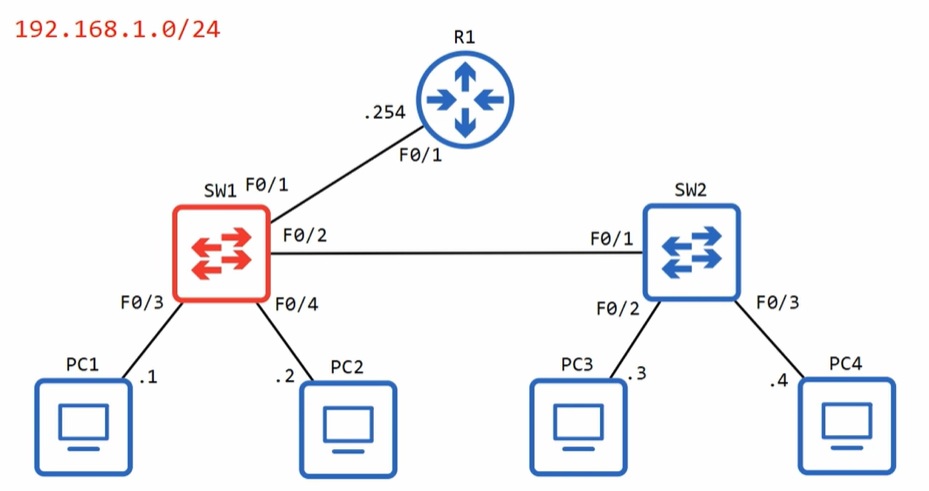 192.168.1.0/24
R1
.254
F0/1
SW1
F0/1
SW2
F0/2
F0/1
F0/3
F0/4
F0/2
F0/3
PC1
.1
.2
PC2
PC3
.3
.4
PC4